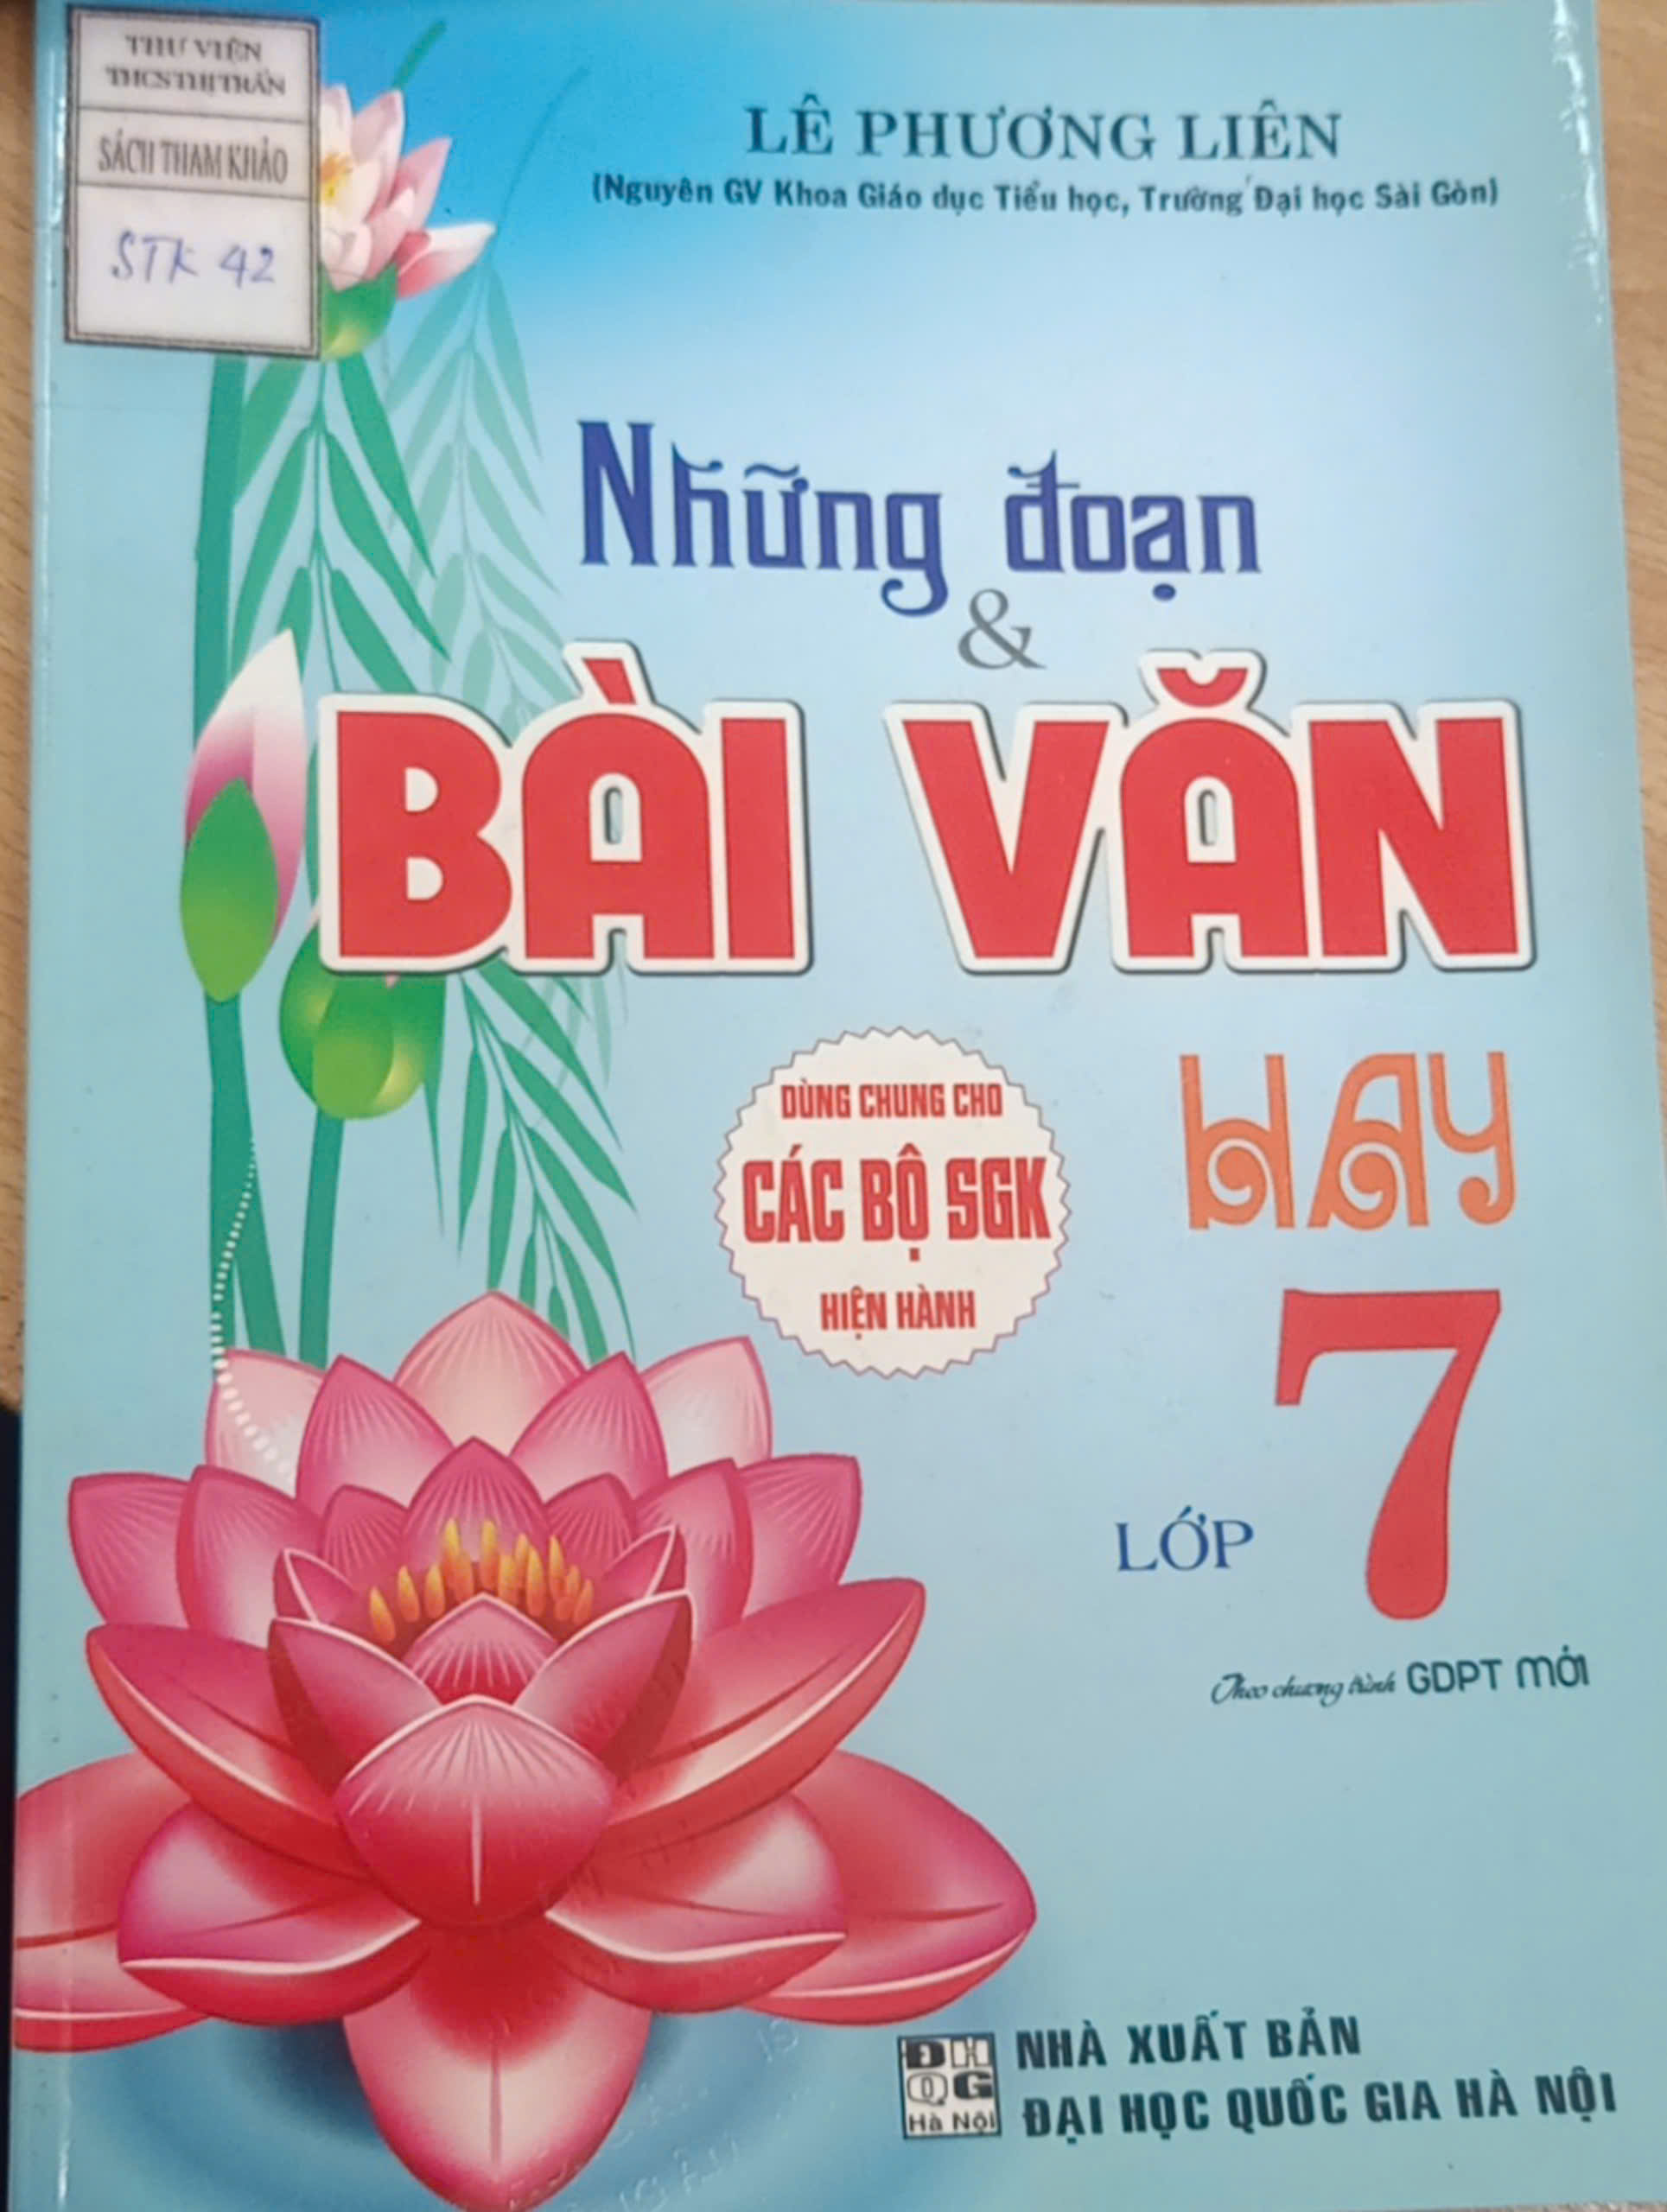 THƯ VIỆN
THCS THỊ TRẤN
SÁCH THAM KHẢO
STK 42
LÊ PHƯƠNG LIÊN
(Nguyên GV Khoa Giáo dục Tiểu học, Trường Đại học Sài Gòn)
Những đoạn
&
BÀI VĂN
DÙNG CHUNG CHO
CÁC BỘ SGK
HIỆN HÀNH
HAY
LỚP 7
Theo chương trình GDPT mới
ĐH
QG
Hà Nội
NHÀ XUẤT BẢN
ĐẠI HỌC QUỐC GIA HÀ NỘI